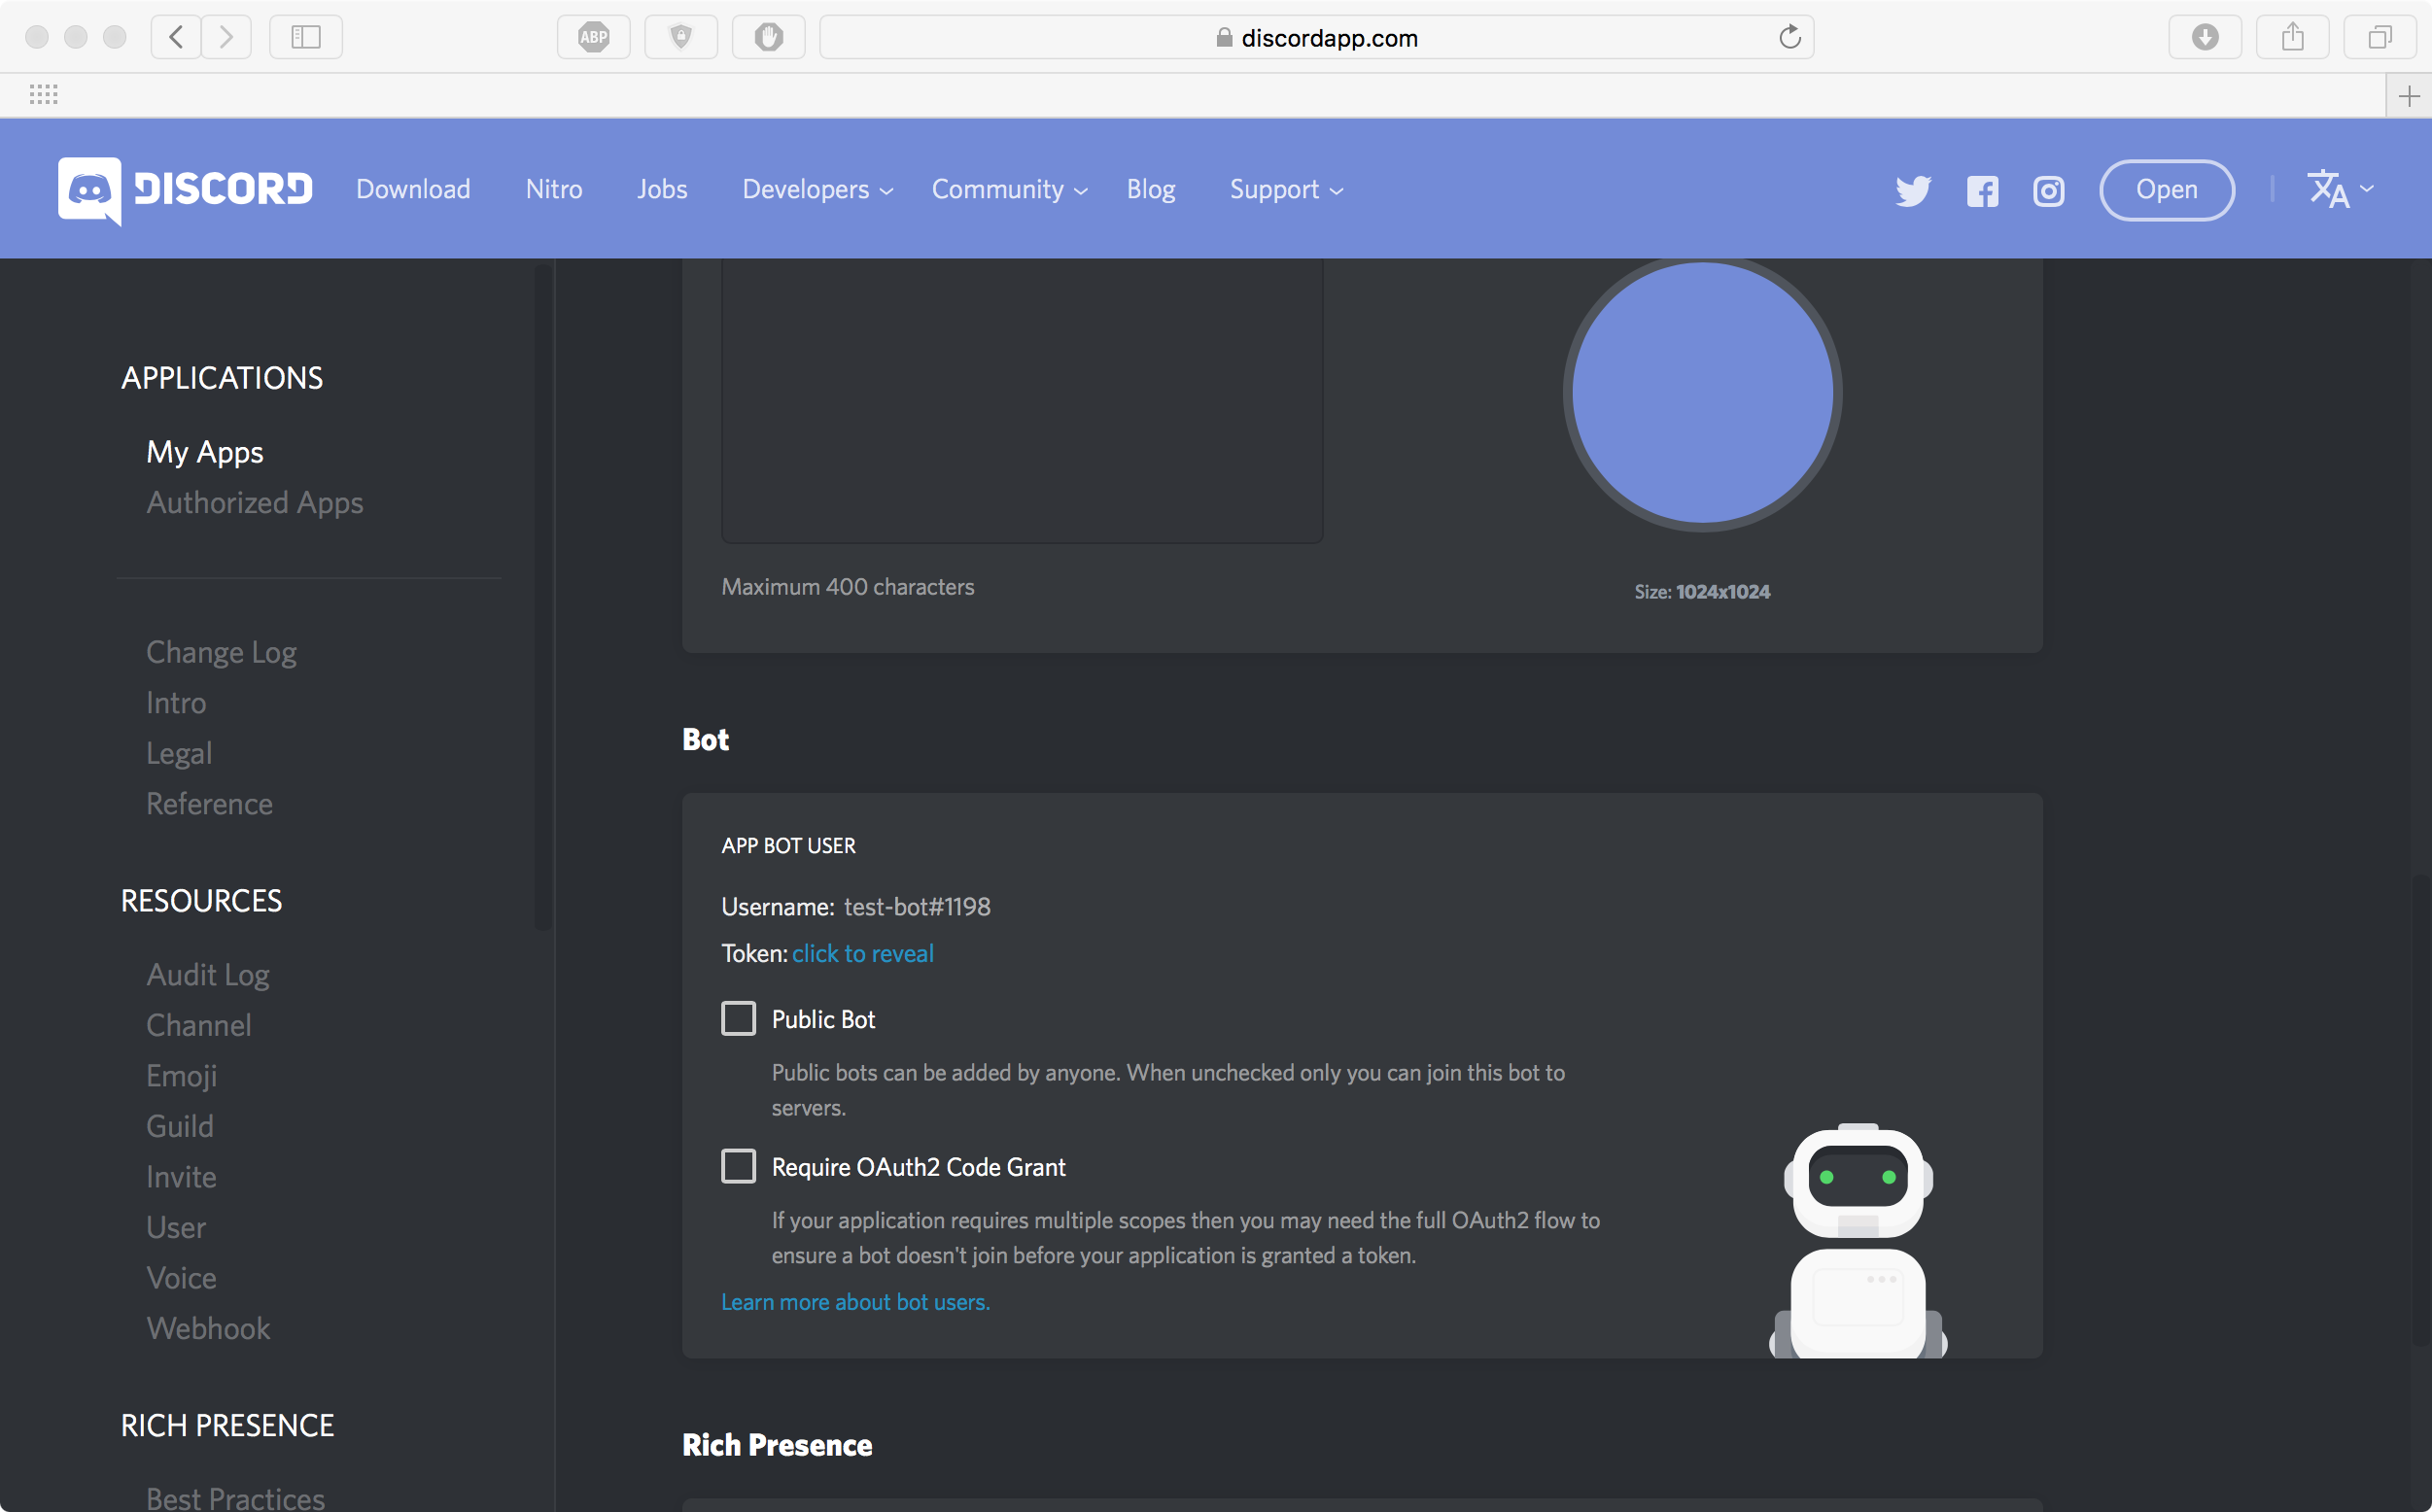 ABP
discordapp.com
DISCORD Download Nitro Jobs Developers Community Blog Support Open
APPLICATIONS
My Apps
Authorized Apps
Change Log
Intro
Legal
Reference
RESOURCES
Audit Log
Channel
Emoji
Guild
Invite
User
Voice
Webhook
RICH PRESENCE
Best Practices
Maximum 400 characters
Size: 1024x1024
Bot
APP BOT USER
Username: test-bot#1198
Token: click to reveal
Public Bot
Public bots can be added by anyone. When unchecked only you can join this bot to
servers.
Require OAuth2 Code Grant
If your application requires multiple scopes then you may need the full OAuth2 flow to
ensure a bot doesn't join before your application is granted a token.
Learn more about bot users.
Rich Presence